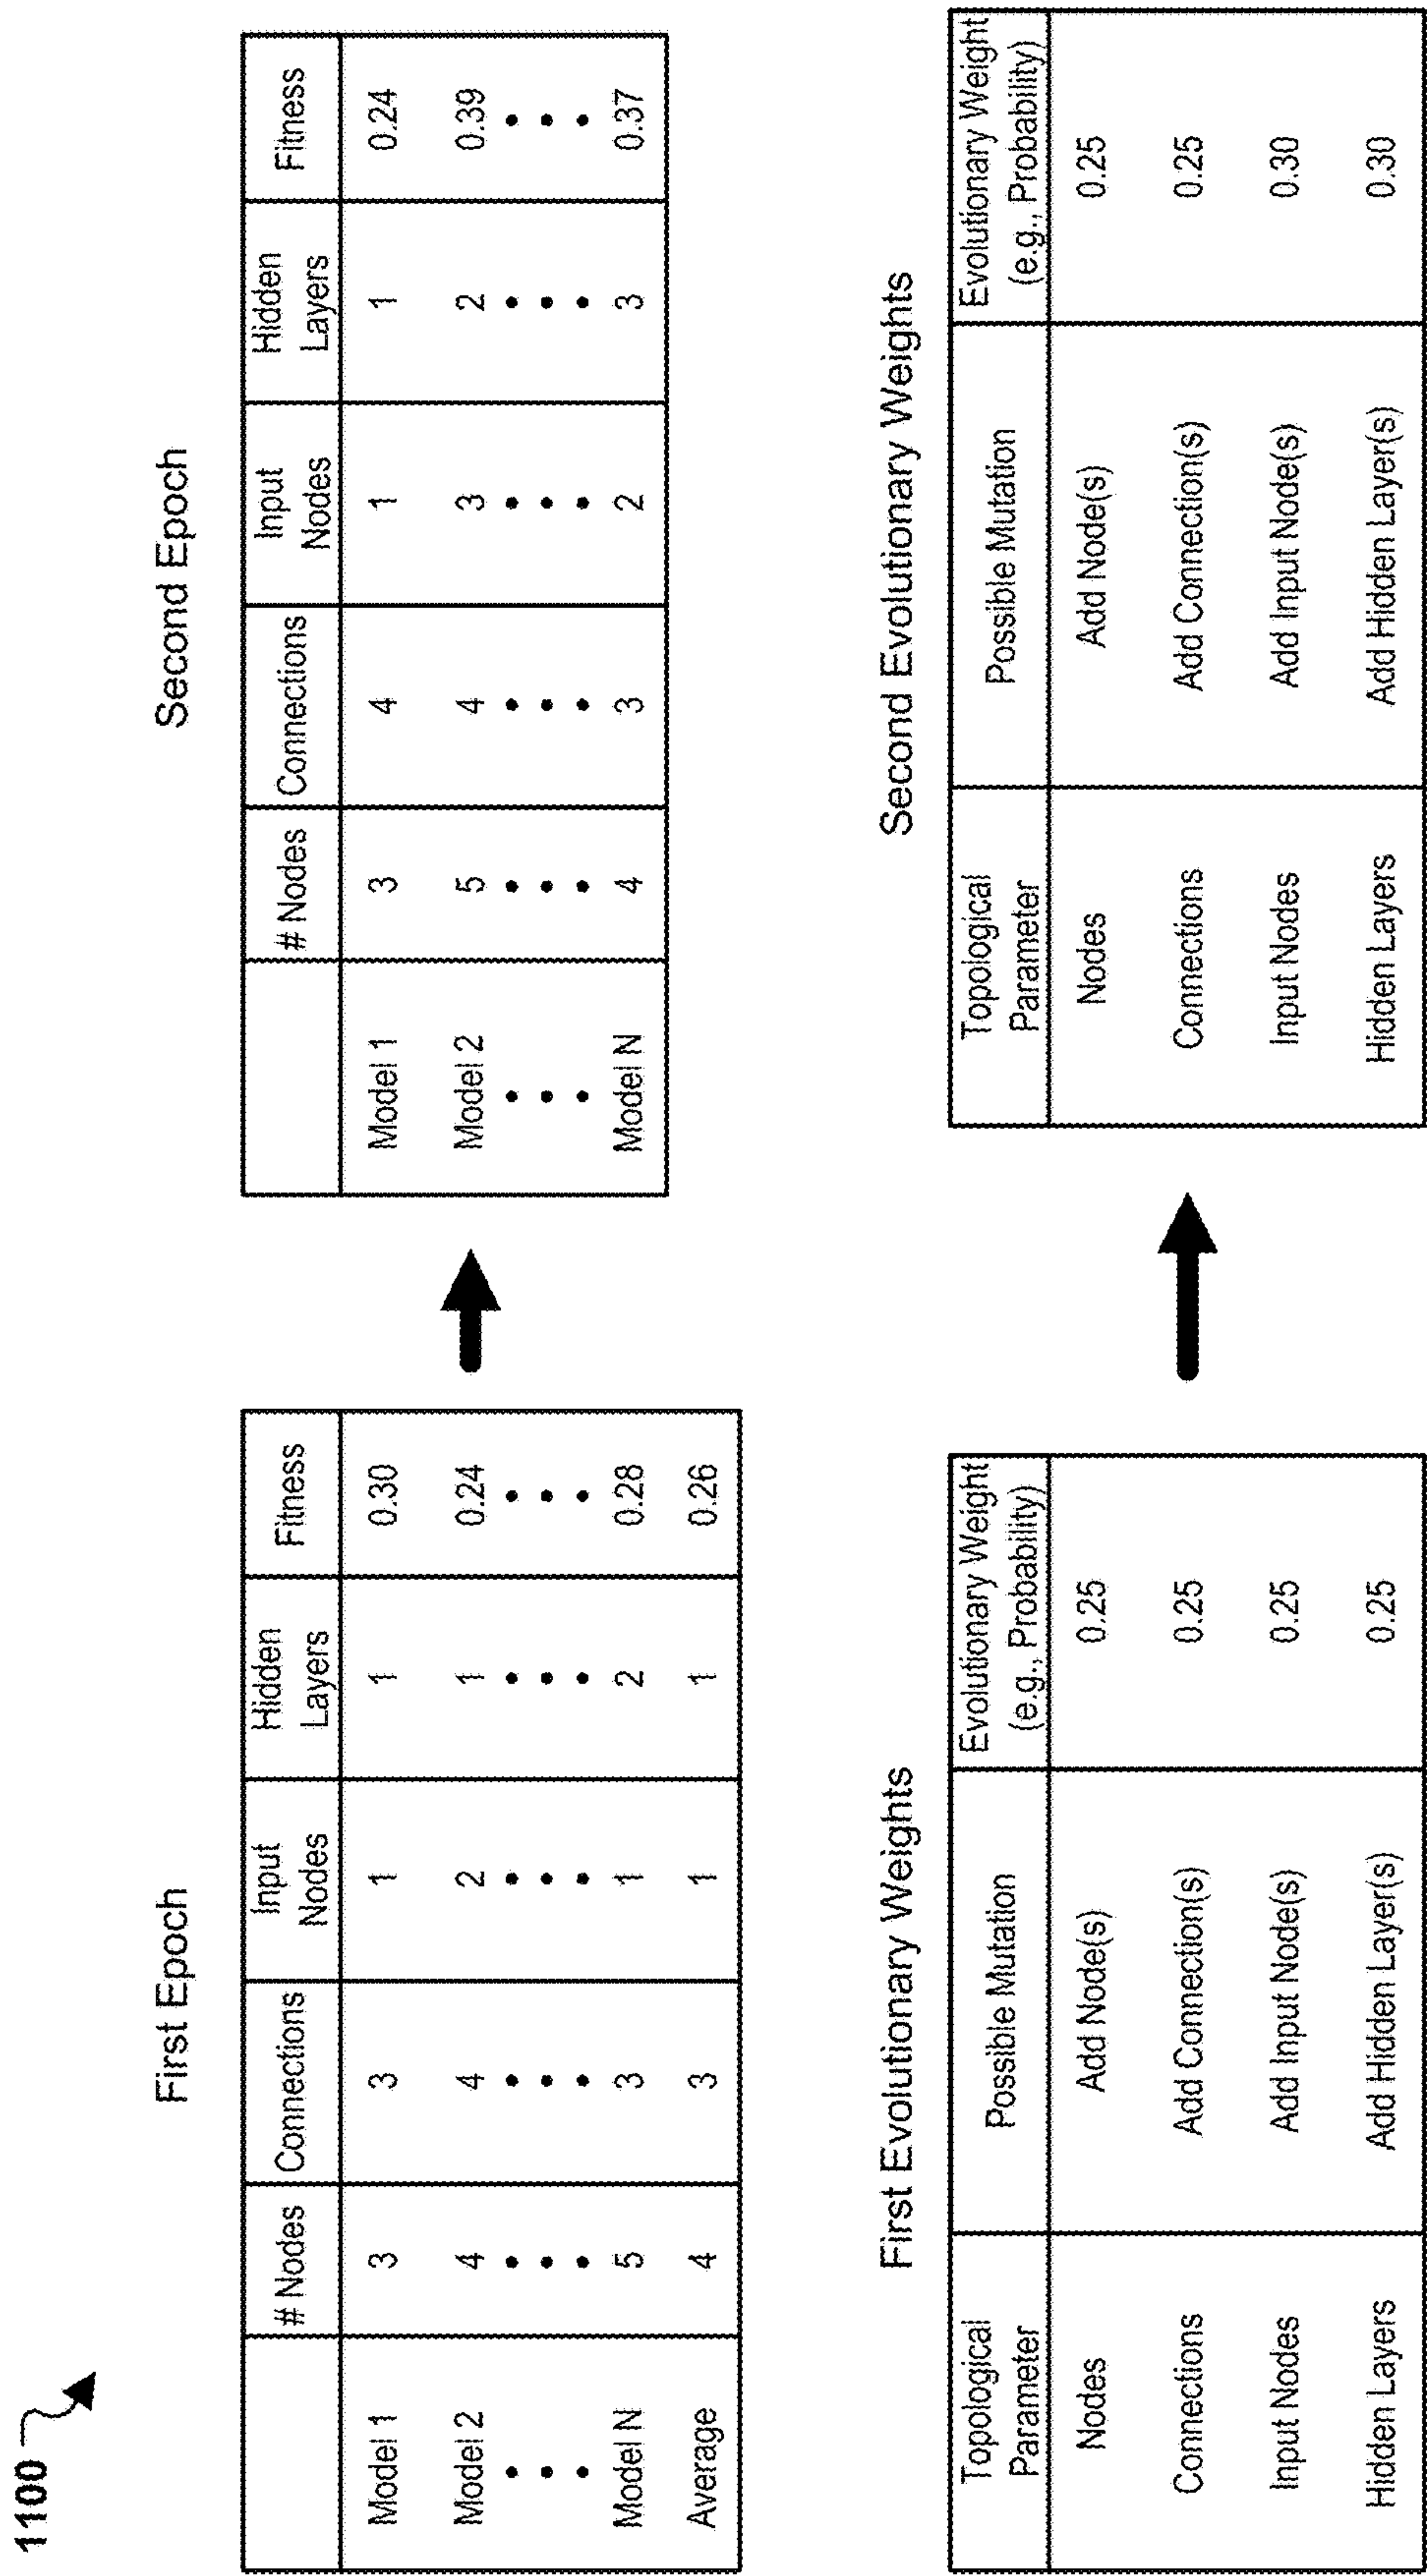 1100
First Epoch
# Nodes Connections Input Nodes Hidden Layers Fitness
Model 1 3 3 1 1 0.30
Model 2 4 4 2 1 0.24
Model N 5 3 1 2 0.28
Average 4 3 1 1 0.26
Second Epoch
# Nodes Connections Input Nodes Hidden Layers Fitness
Model 1 3 4 1 1 0.24
Model 2 5 4 3 2 0.39
Model N 4 3 2 3 0.37
First Evolutionary Weights
Topological Parameter Possible Mutation Evolutionary Weight (e.g., Probability)
Nodes Add Node(s) 0.25
Connections Add Connection(s) 0.25
Input Nodes Add Input Node(s) 0.25
Hidden Layers Add Hidden Layer(s) 0.25
Second Evolutionary Weights
Topological Parameter Possible Mutation Evolutionary Weight (e.g., Probability)
Nodes Add Node(s) 0.25
Connections Add Connection(s) 0.25
Input Nodes Add Input Node(s) 0.30
Hidden Layers Add Hidden Layer(s) 0.30